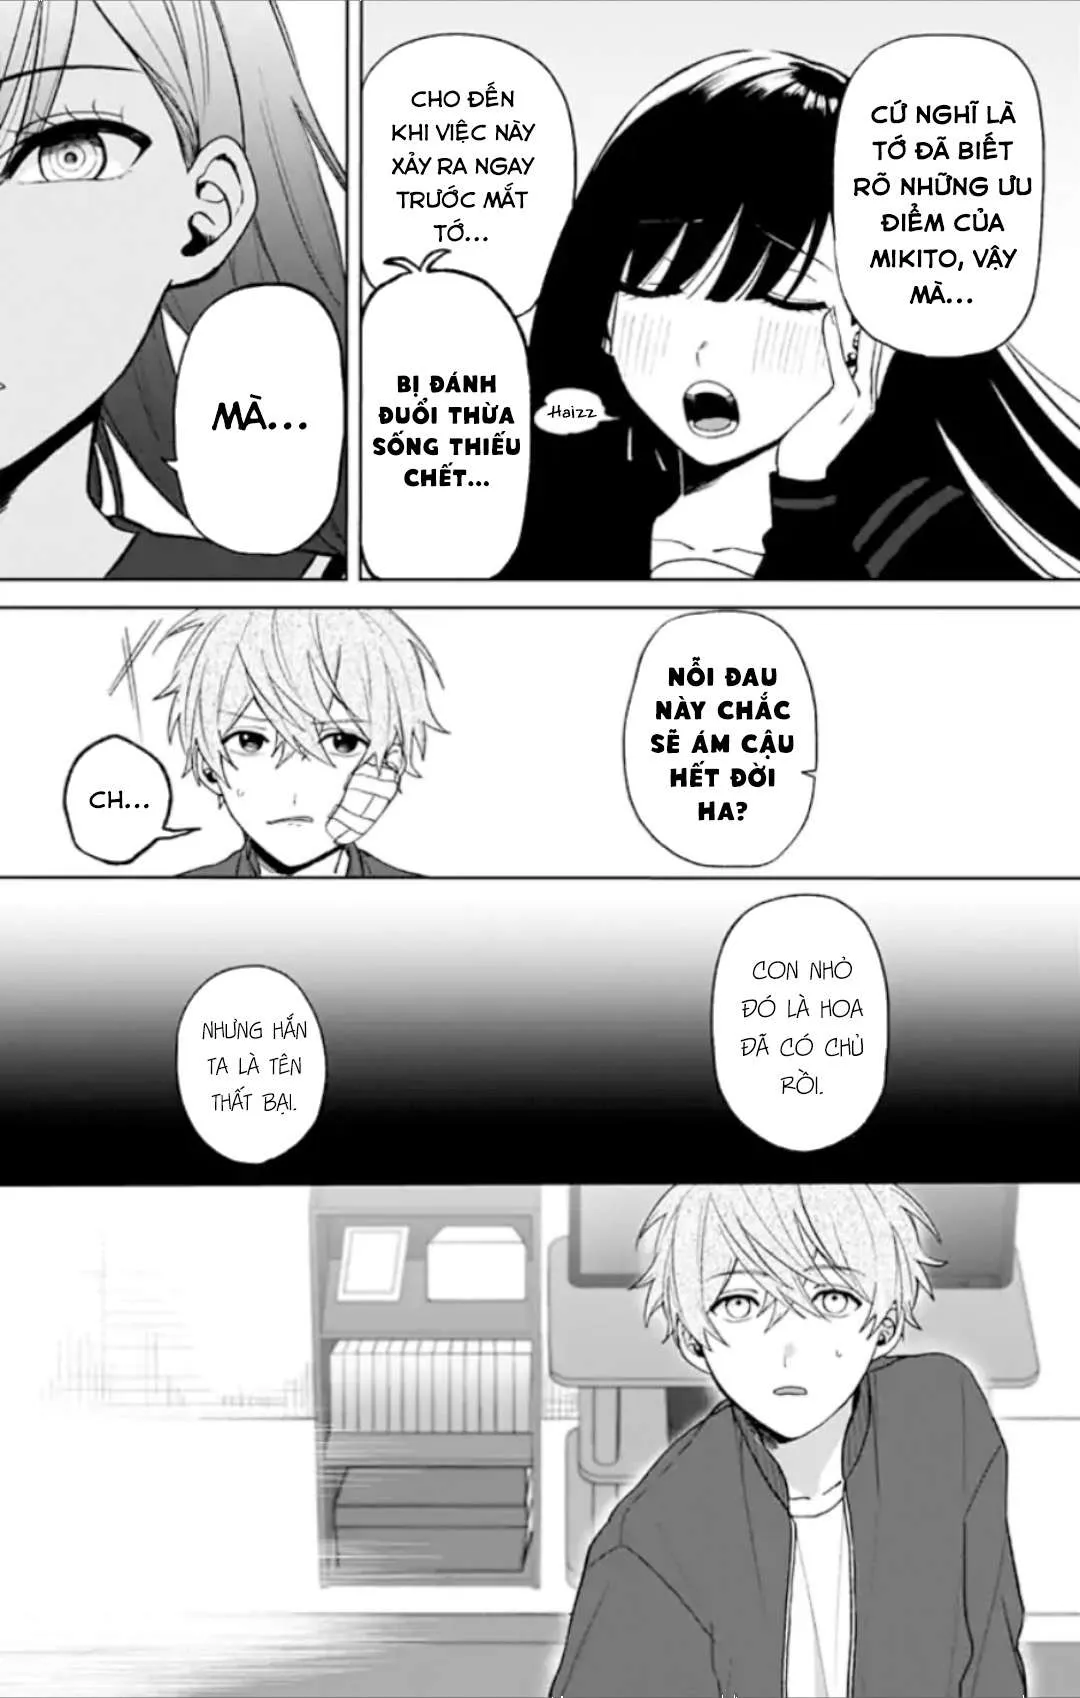 CỨ NGHĨ LÀ
TỚ ĐÃ BIẾT
RÕ NHỮNG ƯU
ĐIỂM CỦA
MIKITO, VẬY
MÀ...
CHO ĐẾN
KHI VIỆC NÀY
XẢY RA NGAY
TRƯỚC MẮT
TỚ...
Haizz
BỊ ĐÁNH
ĐUỔI THỪA
SỐNG THIẾU
CHẾT...
MÀ...
NỖI ĐAU
NÀY CHẮC
SẼ ÁM CẬU
HẾT ĐỜI
HA?
CH...
CON NHỎ
ĐÓ LÀ HOA
ĐÃ CÓ CHỦ
RỒI.
NHƯNG HẮN
TA LÀ TÊN
THẤT BẠI.